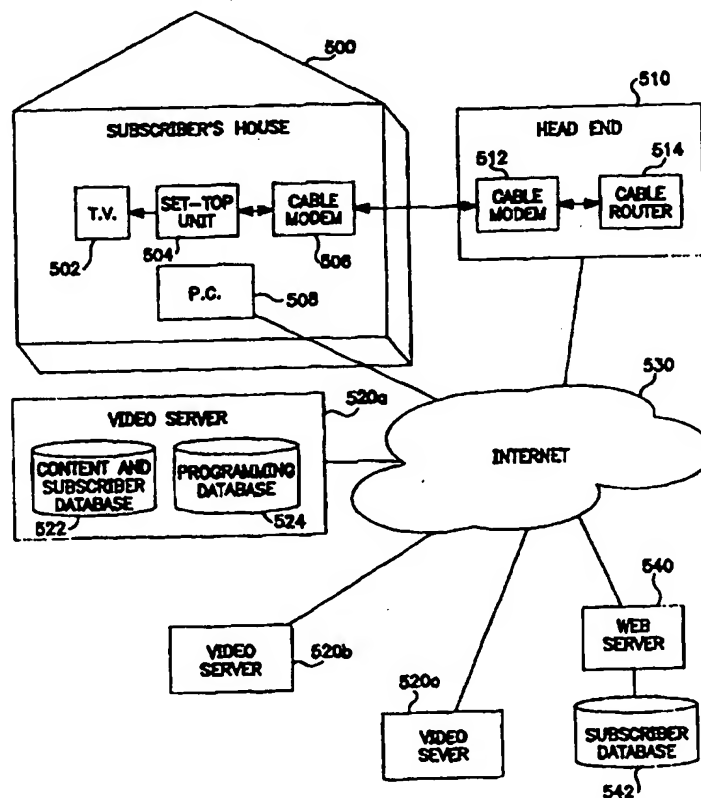 500
510
SUBSCRIBER'S HOUSE
HEAD END
512
514
T.V.
SET-TOP
UNIT
CABLE
MODEM
CABLE
MODEM
CABLE
ROUTER
502
504
506
P.C.
508
530
520a
VIDEO SERVER
INTERNET
CONTENT AND
SUBSCRIBER
DATABASE
PROGRAMMING
DATABASE
522
524
540
VIDEO
SERVER
520b
WEB
SERVER
520c
VIDEO
SEVER
SUBSCRIBER
DATABASE
542